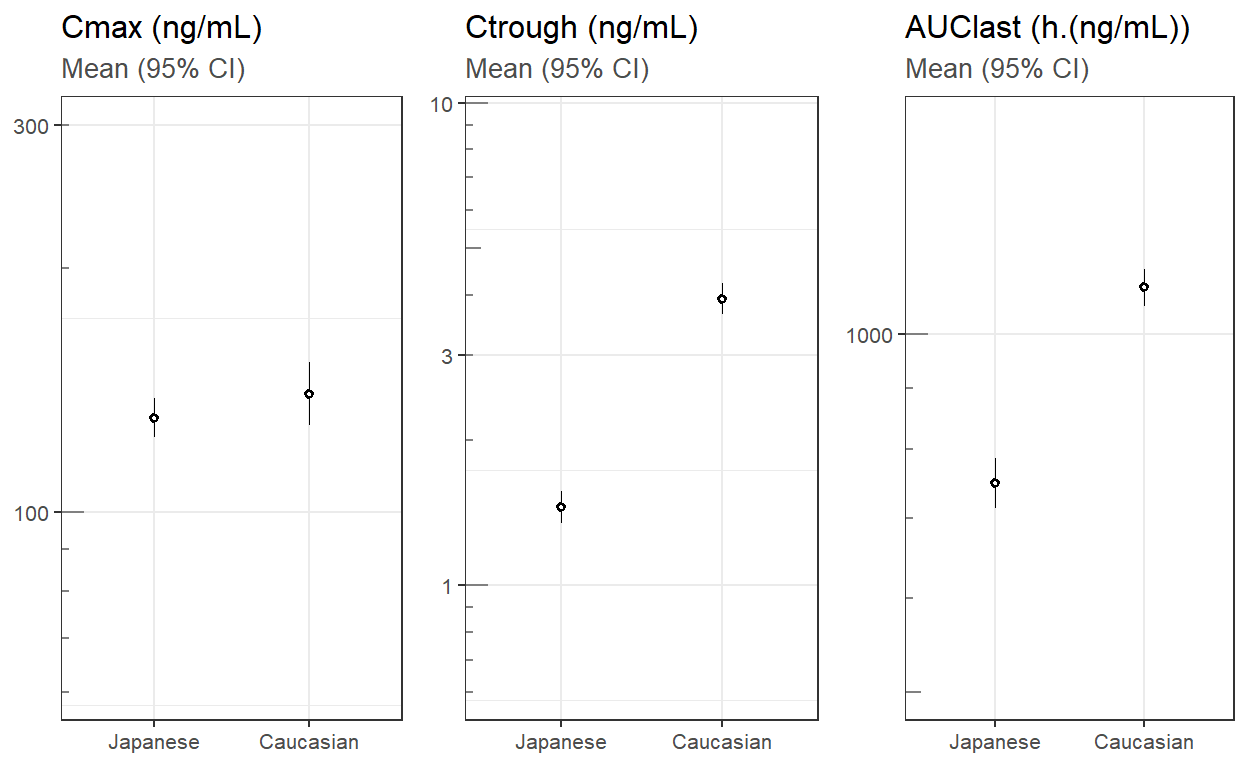 Cmax (ng/mL)
Mean (95% CI)
300
100
Japanese
Caucasian
Ctrough (ng/mL)
Mean (95% CI)
10
3
1
Japanese
Caucasian
AUClast (h.(ng/mL))
Mean (95% CI)
1000
Japanese
Caucasian